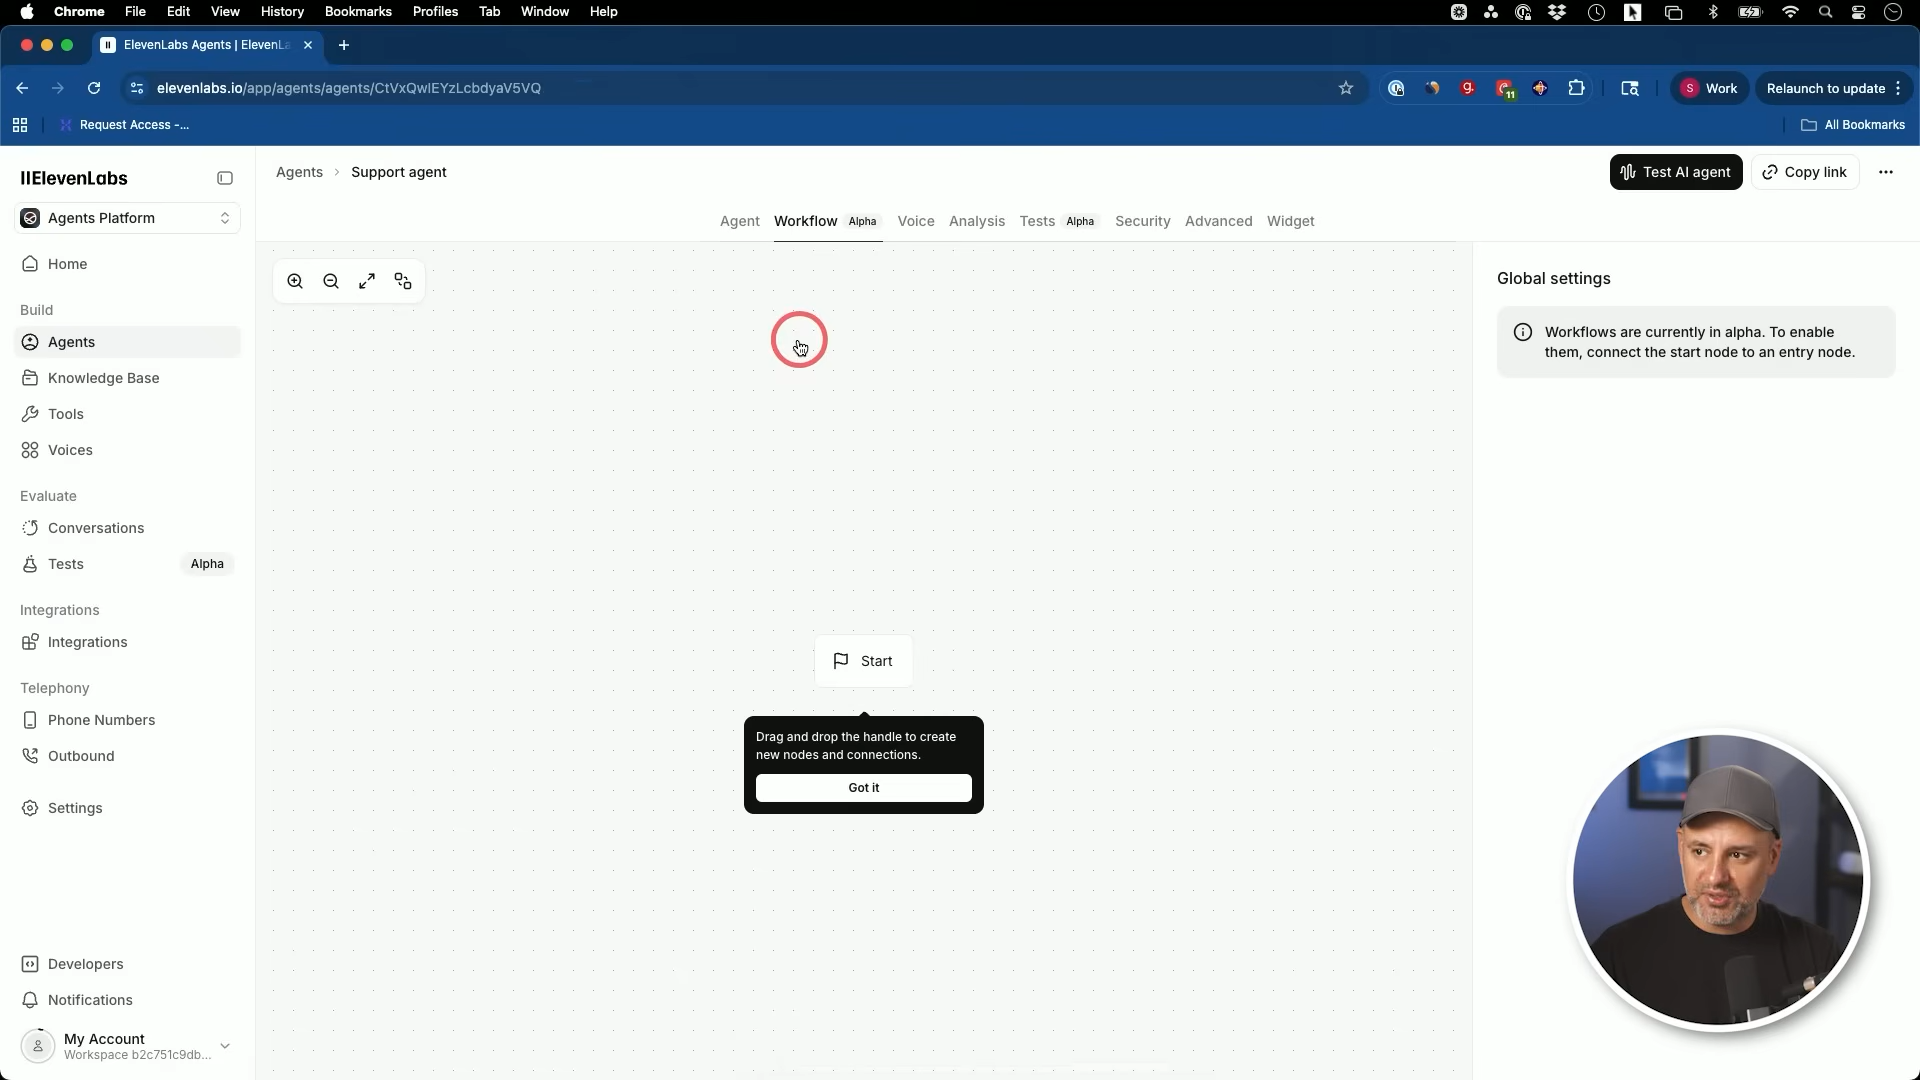 Chrome File Edit View History Bookmarks Profiles Tab Window Help
ElevenLabs Agents | ElevenLa
elevenlabs.io/app/agents/agents/CtVxQwIEYzLcbdyaV5VQ
g.
11
S Work
Relaunch to update
Request Access -...
All Bookmarks
IIElevenLabs
Agents Platform
Home
Build
Agents
Knowledge Base
Tools
Voices
Evaluate
Conversations
Tests Alpha
Integrations
Integrations
Telephony
Phone Numbers
Outbound
Settings
Developers
Notifications
My Account
Workspace b2c751c9db...
Agents > Support agent
Test AI agent
Copy link
Agent Workflow Alpha Voice Analysis Tests Alpha Security Advanced Widget
Start
Drag and drop the handle to create
new nodes and connections.
Got it
Global settings
Workflows are currently in alpha. To enable
them, connect the start node to an entry node.